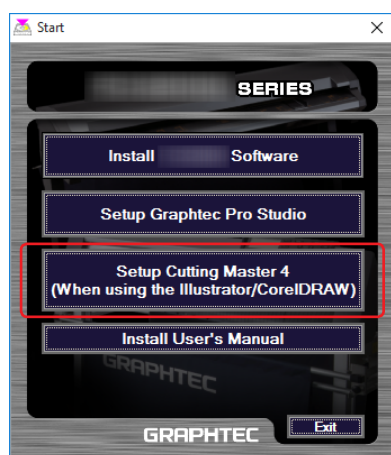 Start
SERIES
Install Software
Setup Graphtec Pro Studio
Setup Cutting Master 4
(When using the Illustrator/CorelDRAW)
Install User's Manual
GRAPHTEC
GRAPHTEC
Exit